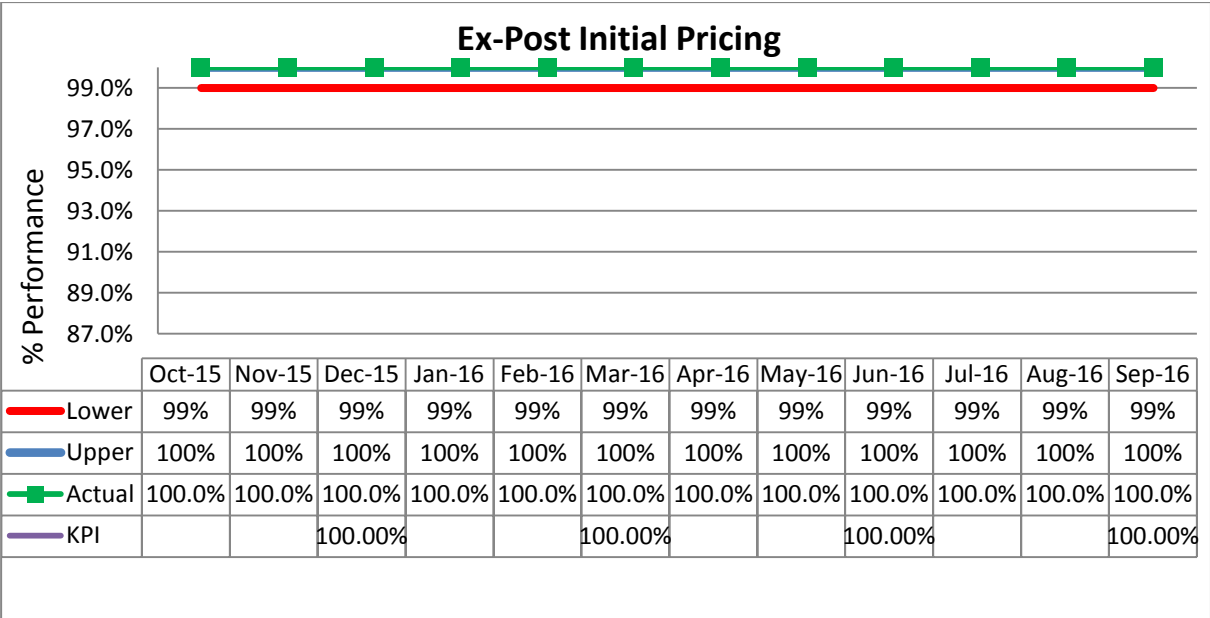 Ex-Post Initial Pricing
% Performance
99.0%
97.0%
95.0%
93.0%
91.0%
89.0%
87.0%
Oct-15 Nov-15 Dec-15 Jan-16 Feb-16 Mar-16 Apr-16 May-16 Jun-16 Jul-16 Aug-16 Sep-16
Lower 99% 99% 99% 99% 99% 99% 99% 99% 99% 99% 99% 99%
Upper 100% 100% 100% 100% 100% 100% 100% 100% 100% 100% 100% 100%
Actual 100.0% 100.0% 100.0% 100.0% 100.0% 100.0% 100.0% 100.0% 100.0% 100.0% 100.0% 100.0%
KPI 100.00% 100.00% 100.00% 100.00%